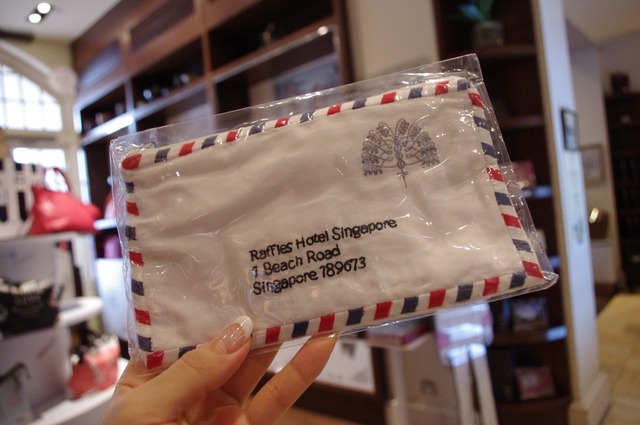 Raffles Hotel Singapore
1 Beach Road
Singapore 189673